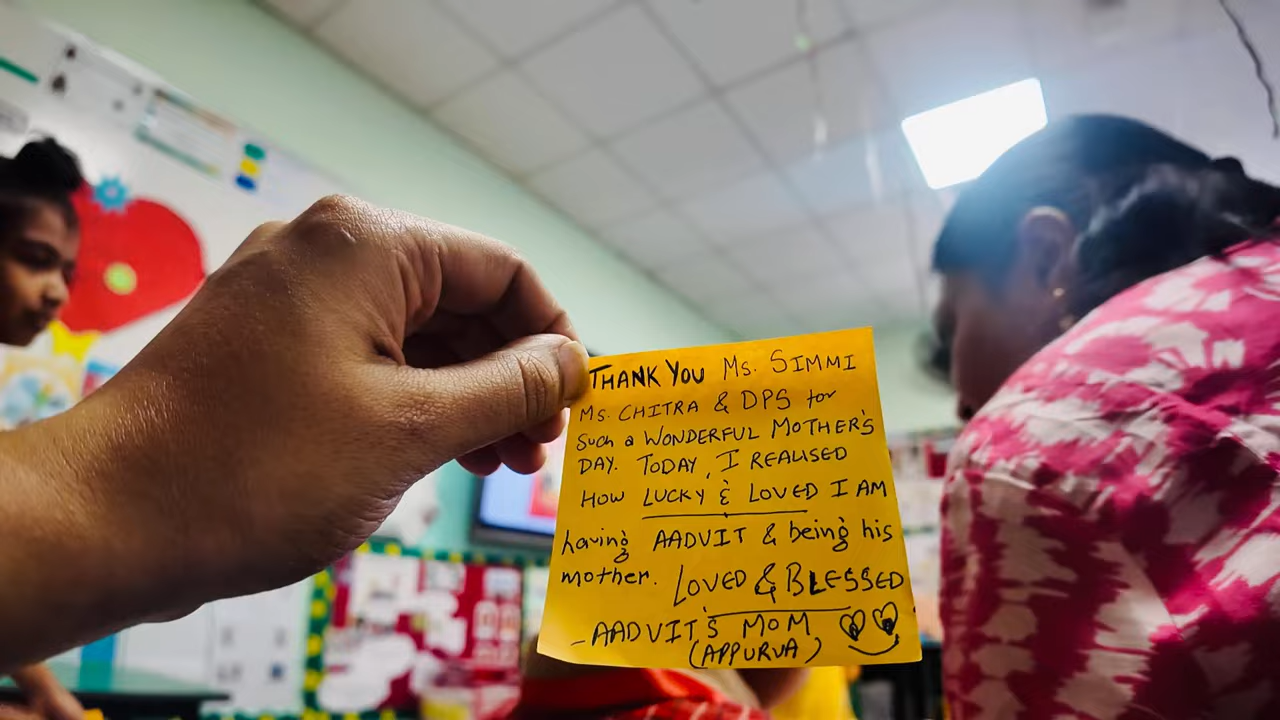 THANK YOU Ms. SIMMI
Ms. CHITRA & DPS for
Such a WONDERFUL MOTHER'S
DAY. TODAY, I REALISED
HOW LUCKY & LOVED I AM
having AADVIT & being his
mother. LOVED & BLESSED
- AADVIT'S MOM
(APPURVA)